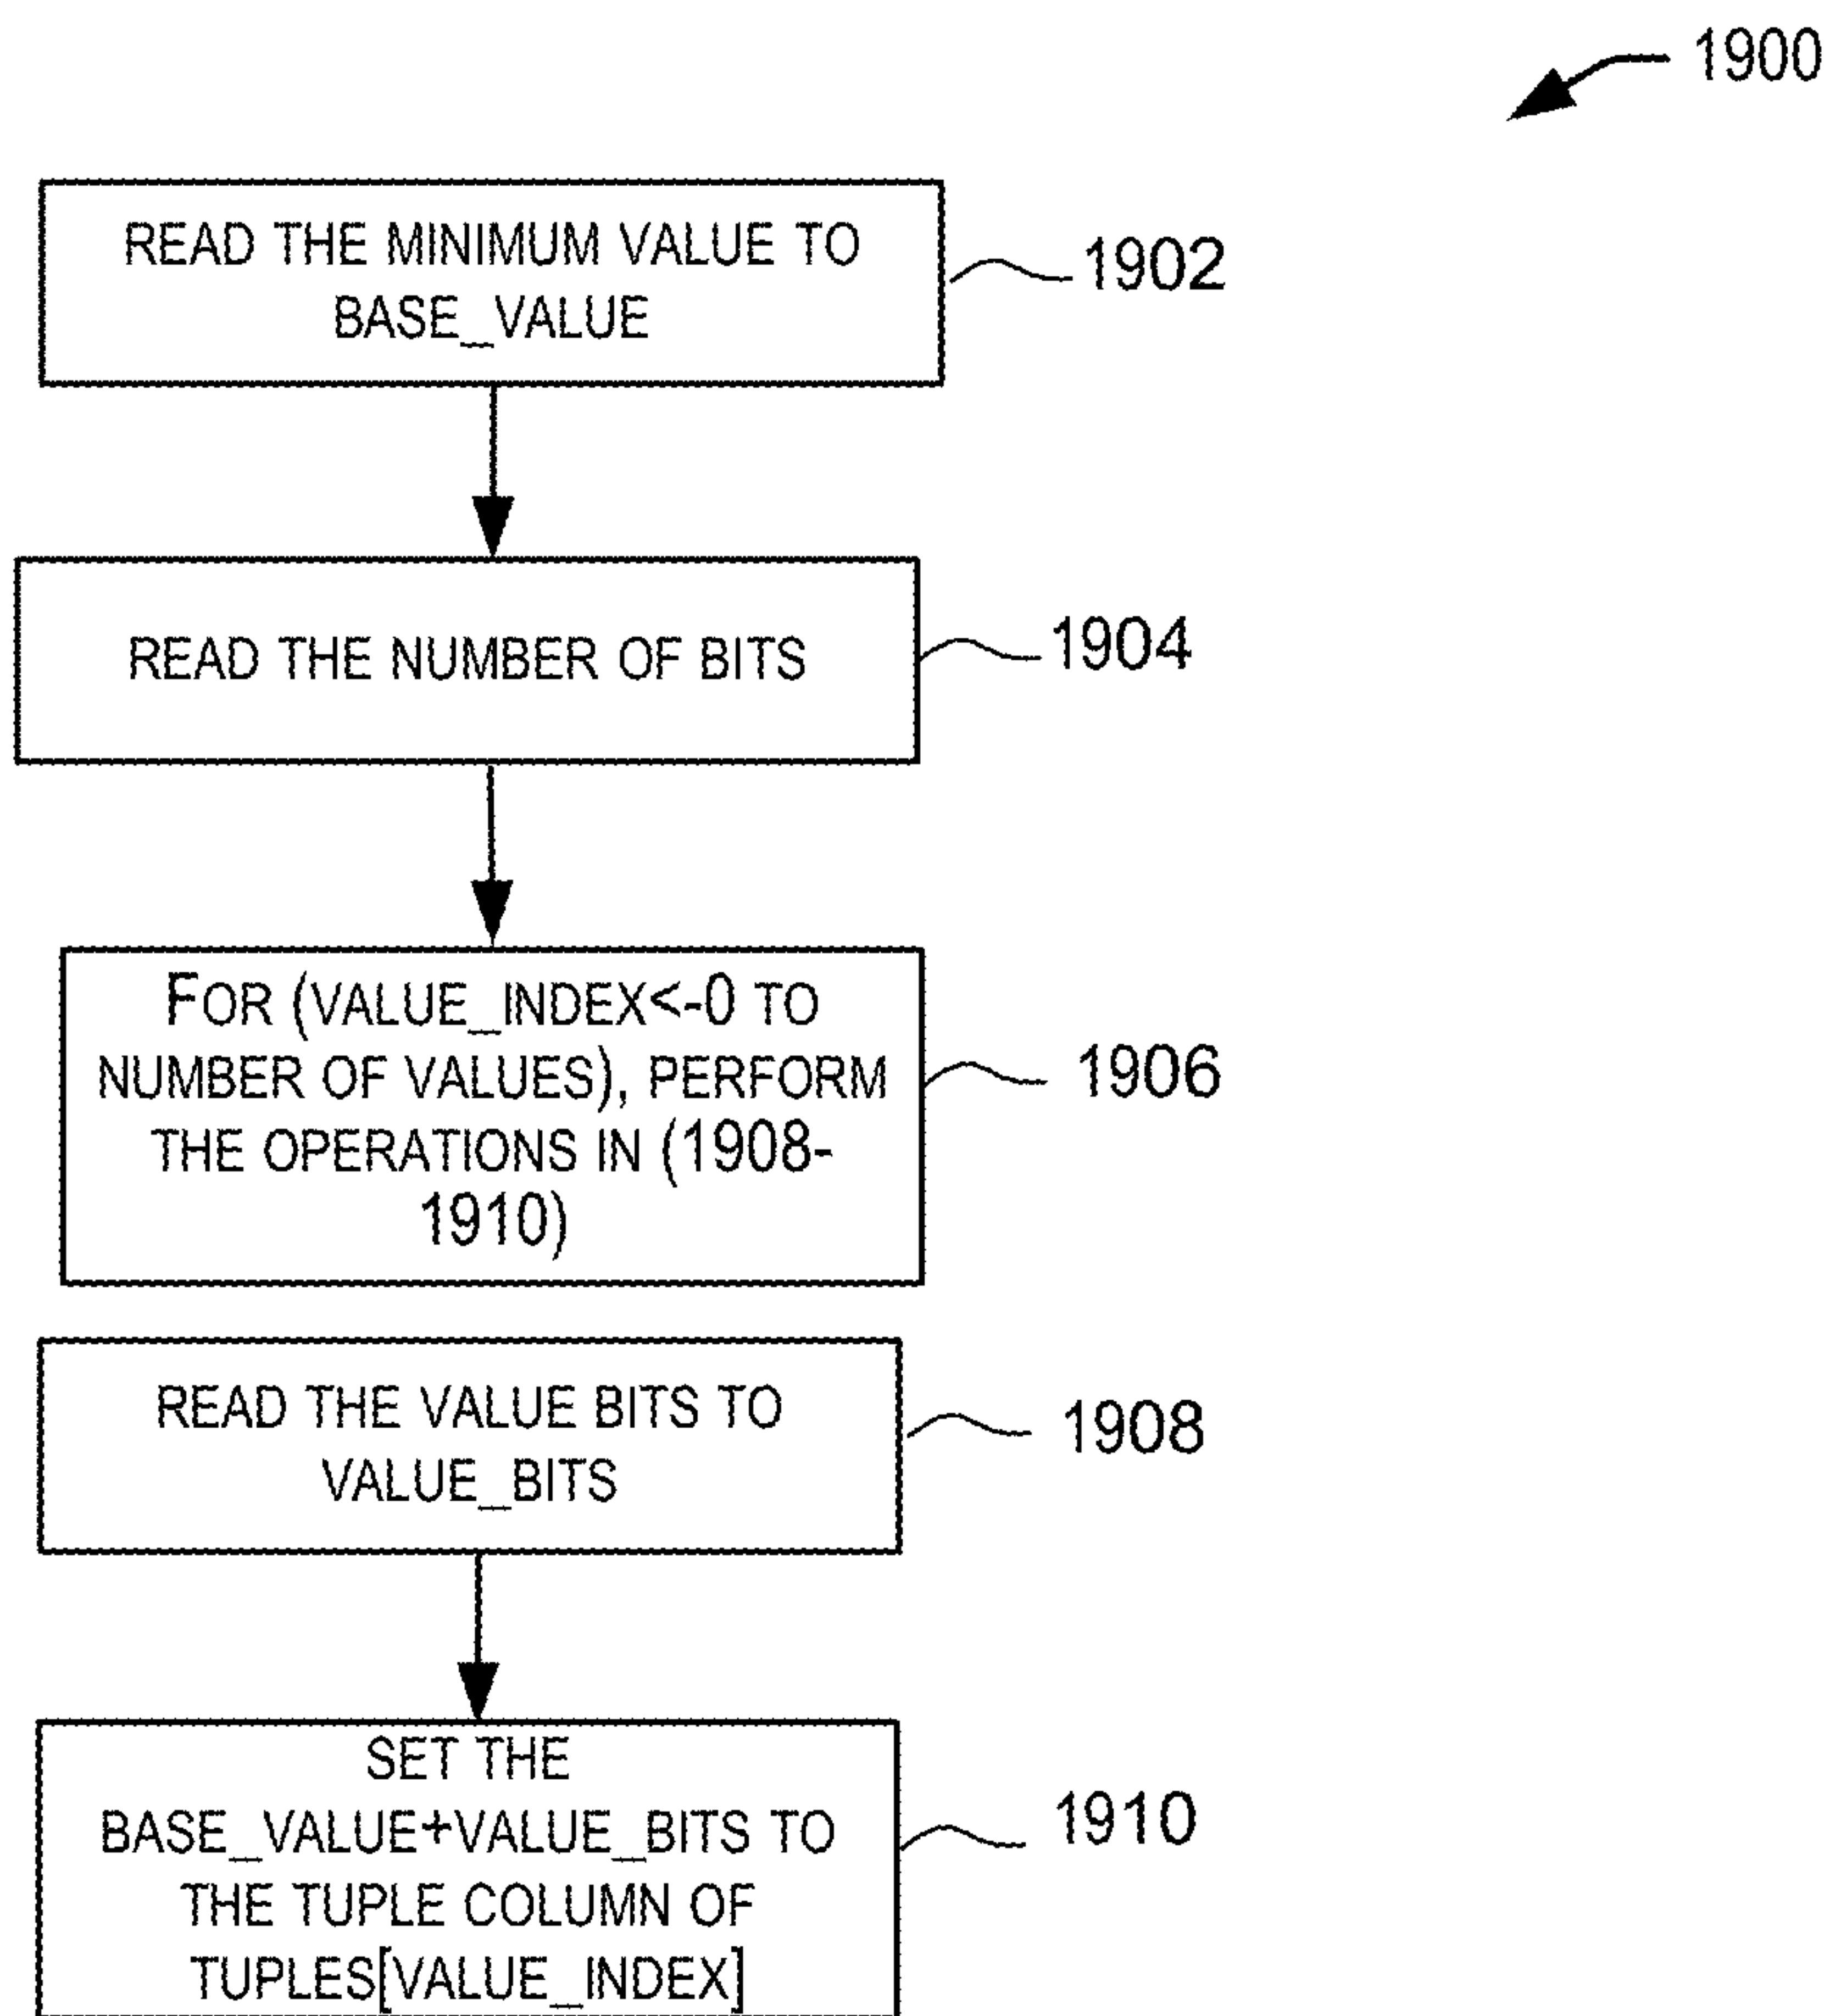 1900
READ THE MINIMUM VALUE TO
BASE_VALUE
1902
READ THE NUMBER OF BITS
1904
FOR (VALUE_INDEX<-0 TO
NUMBER OF VALUES), PERFORM
THE OPERATIONS IN (1908-
1910)
1906
READ THE VALUE BITS TO
VALUE_BITS
1908
SET THE
BASE_VALUE+VALUE_BITS TO
THE TUPLE COLUMN OF
TUPLES[VALUE_INDEX]
1910